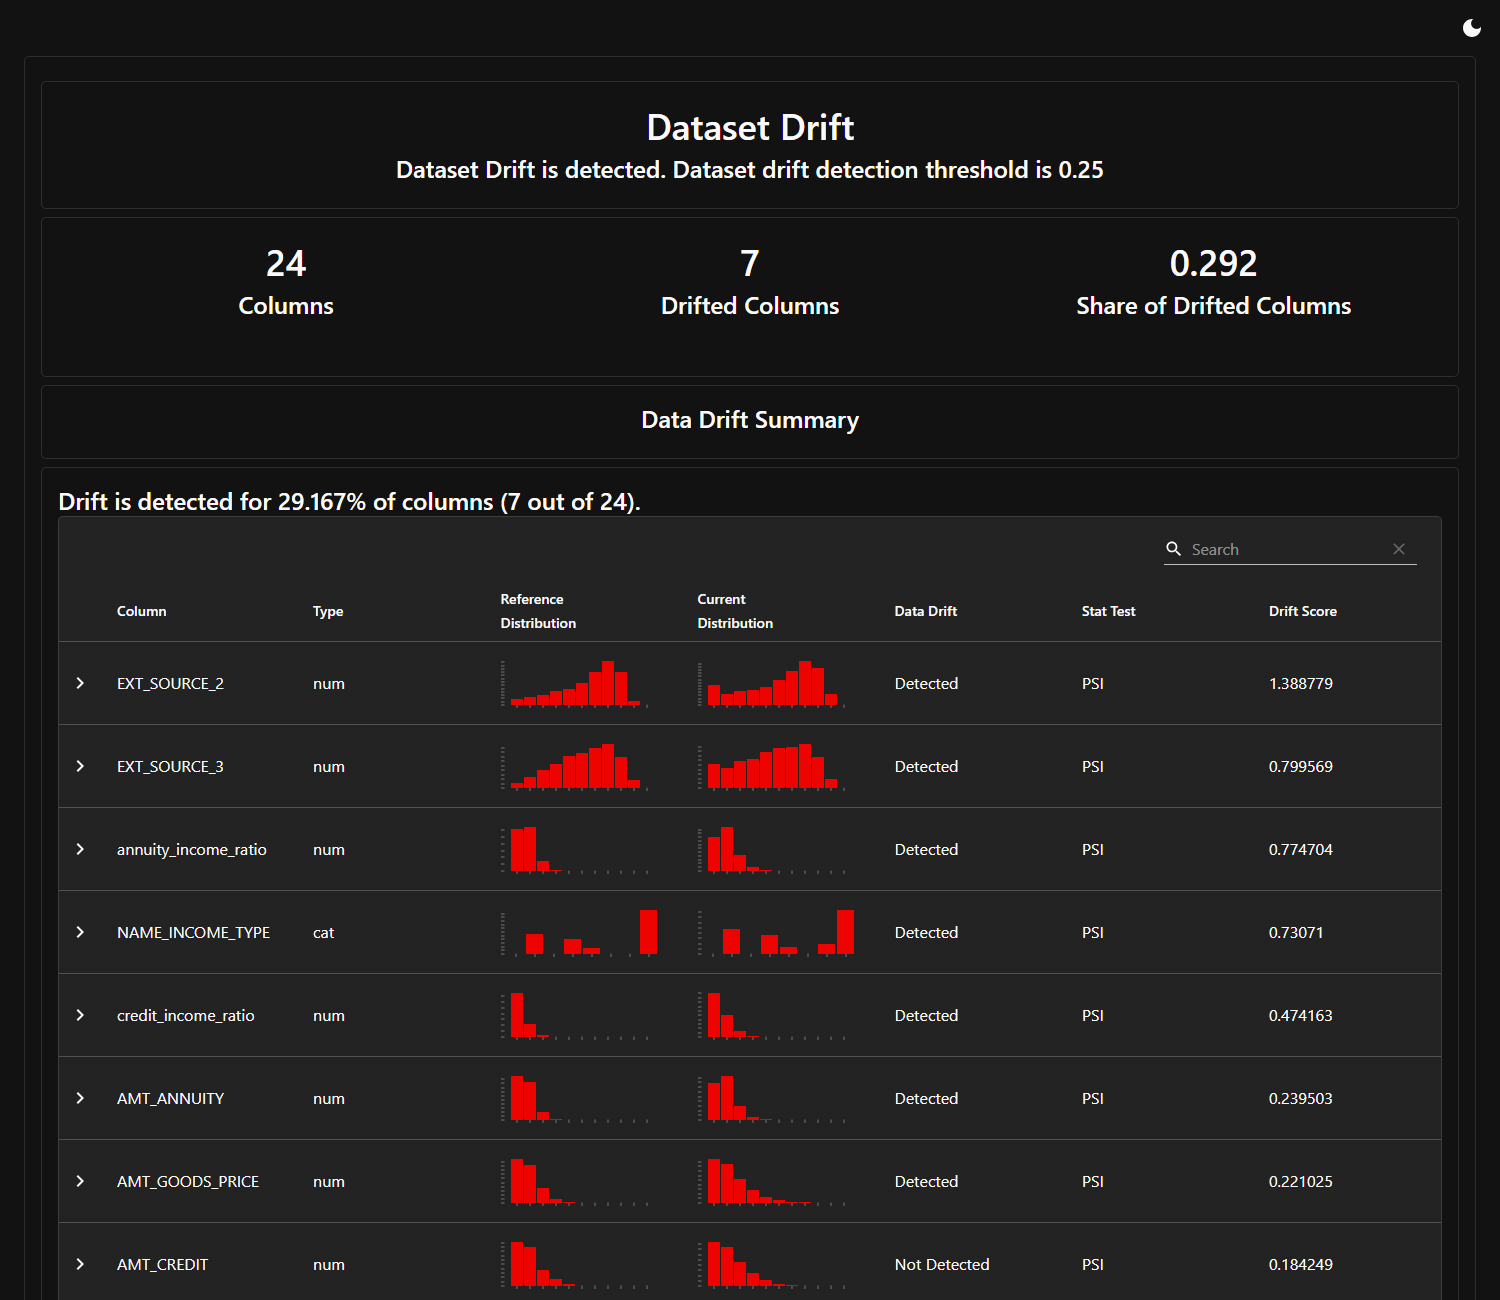 Dataset Drift
Dataset Drift is detected. Dataset drift detection threshold is 0.25
24
Columns
7
Drifted Columns
0.292
Share of Drifted Columns
Data Drift Summary
Drift is detected for 29.167% of columns (7 out of 24).
Search
Column Type Reference Distribution Current Distribution Data Drift Stat Test Drift Score
EXT_SOURCE_2 num Detected PSI 1.388779
EXT_SOURCE_3 num Detected PSI 0.799569
annuity_income_ratio num Detected PSI 0.774704
NAME_INCOME_TYPE cat Detected PSI 0.73071
credit_income_ratio num Detected PSI 0.474163
AMT_ANNUITY num Detected PSI 0.239503
AMT_GOODS_PRICE num Detected PSI 0.221025
AMT_CREDIT num Not Detected PSI 0.184249